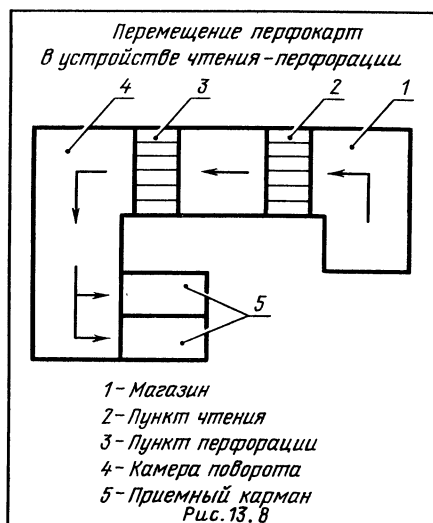 Перемещение перфокарт
в устройстве чтения-перфорации
4 3 2 1
5
1-Магазин
2-Пункт чтения
3-Пункт перфорации
4-Камера поворота
5-Приемный карман
Рис.13.8